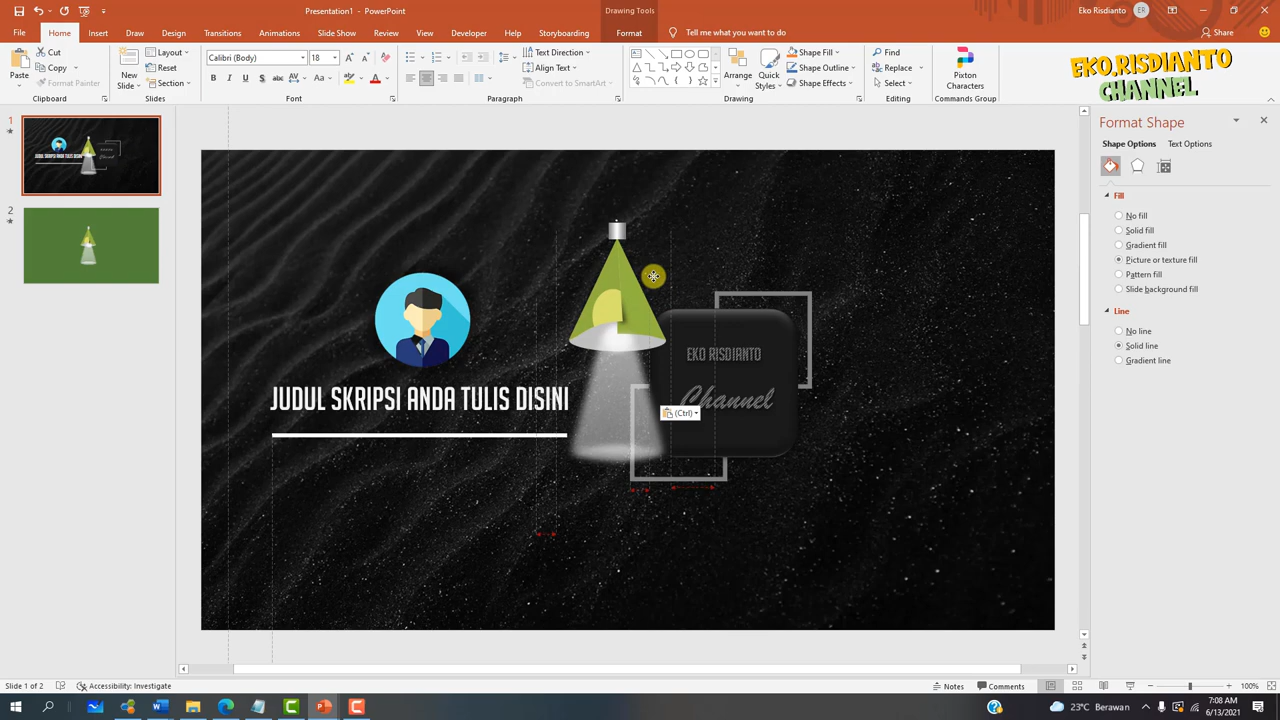 Presentation1 - PowerPoint
Drawing Tools
Eko Risdianto
ER
File
Home
Insert
Draw
Design
Transitions
Animations
Slide Show
Review
View
Developer
Help
Storyboarding
Format
Tell me what you want to do
Share
Paste
Cut
Copy
Format Painter
Clipboard
New
Slide
Layout
Reset
Section
Slides
Calibri (Body)
18
Font
Text Direction
Align Text
Convert to SmartArt
Paragraph
Arrange
Quick
Styles
Shape Fill
Shape Outline
Shape Effects
Drawing
Find
Replace
Select
Editing
Pixton
Characters
Commands Group
EKO.RISDIANTO
CHANNEL
1
2
JUDUL SKRIPSI ANDA TULIS DISINI
EKO RISDIANTO
Channel
(Ctrl)
Format Shape
Shape Options
Text Options
Fill
No fill
Solid fill
Gradient fill
Picture or texture fill
Pattern fill
Slide background fill
Line
No line
Solid line
Gradient line
Slide 1 of 2
Accessibility: Investigate
Notes
Comments
100%
23°C Berawan
7:08 AM
6/13/2021